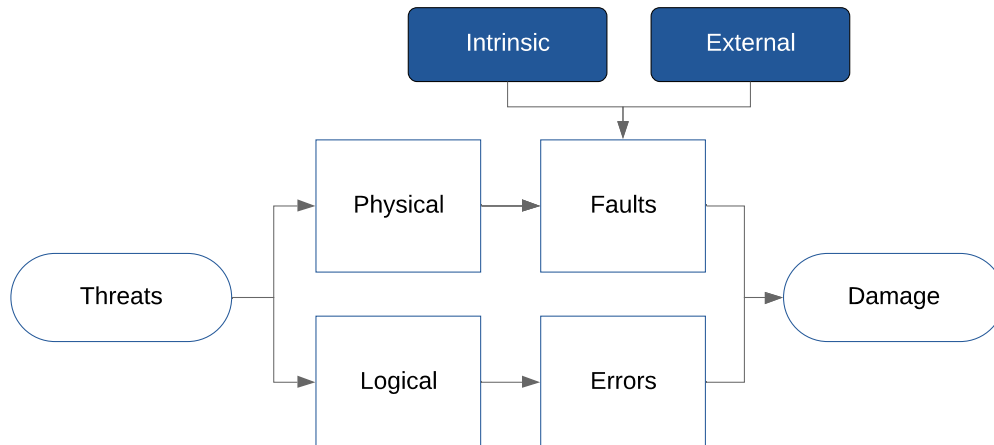 Intrinsic
External
Physical
Faults
Threats
Damage
Logical
Errors